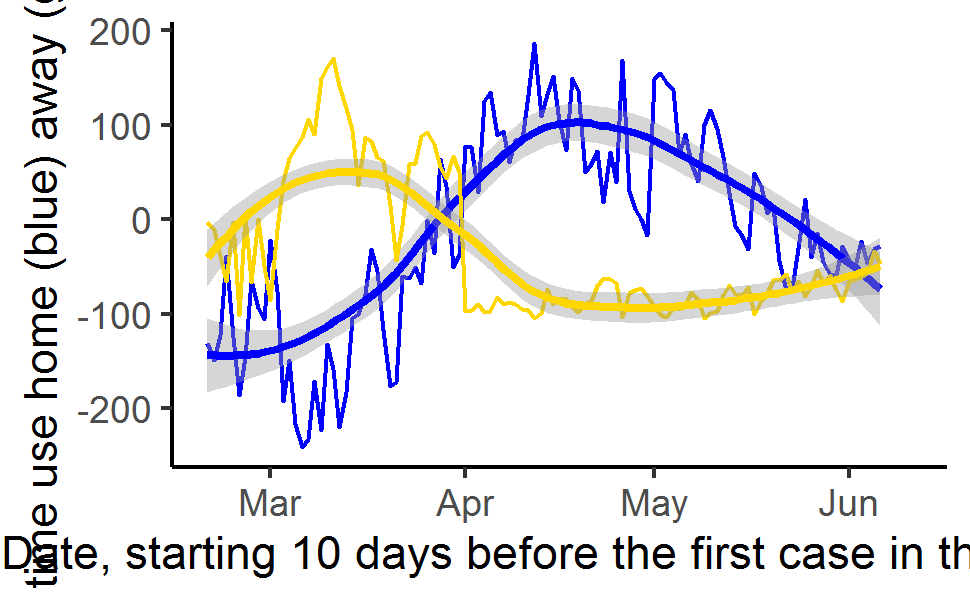 time use home (blue) away (g
200
100
0
-100
-200
Mar Apr May Jun
Date, starting 10 days before the first case in th